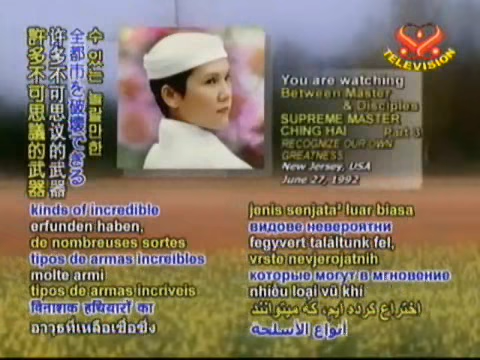 TELEVISION
수 있는 놀랄만한
全都市を破壊できる
许多不可思议的武器
許多不可思議的武器
You are watching
Between Master
& Disciples
SUPREME MASTER
CHING HAI Part 3
RECOGNIZE OUR OWN
GREATNESS
New Jersey, USA
June 27, 1992
kinds of incredible
erfunden haben,
de nombreuses sortes
tipos de armas increíbles
molte armi
tipos de armas incríveis
विनाशक हथियारों का
อาวุธที่เหลือเชื่อซึ่ง
jenis senjata² luar biasa
видове невероятни
fegyvert találtunk fel,
vrste nevjerojatnih
которые могут в мгновение
nhiều loại vũ khí
اختراع کرده ایم، که میتوانند
أنواع الأسلحة